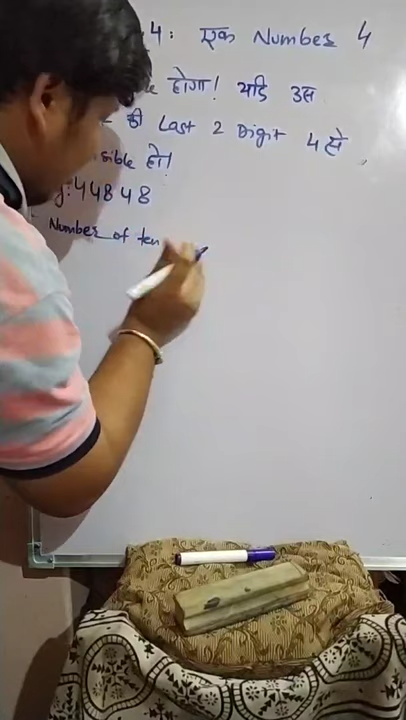 4: एक Number 4
होगा! यदि उस
की Last 2 Digit 4 से
sible हो!
:44848
Number of ten